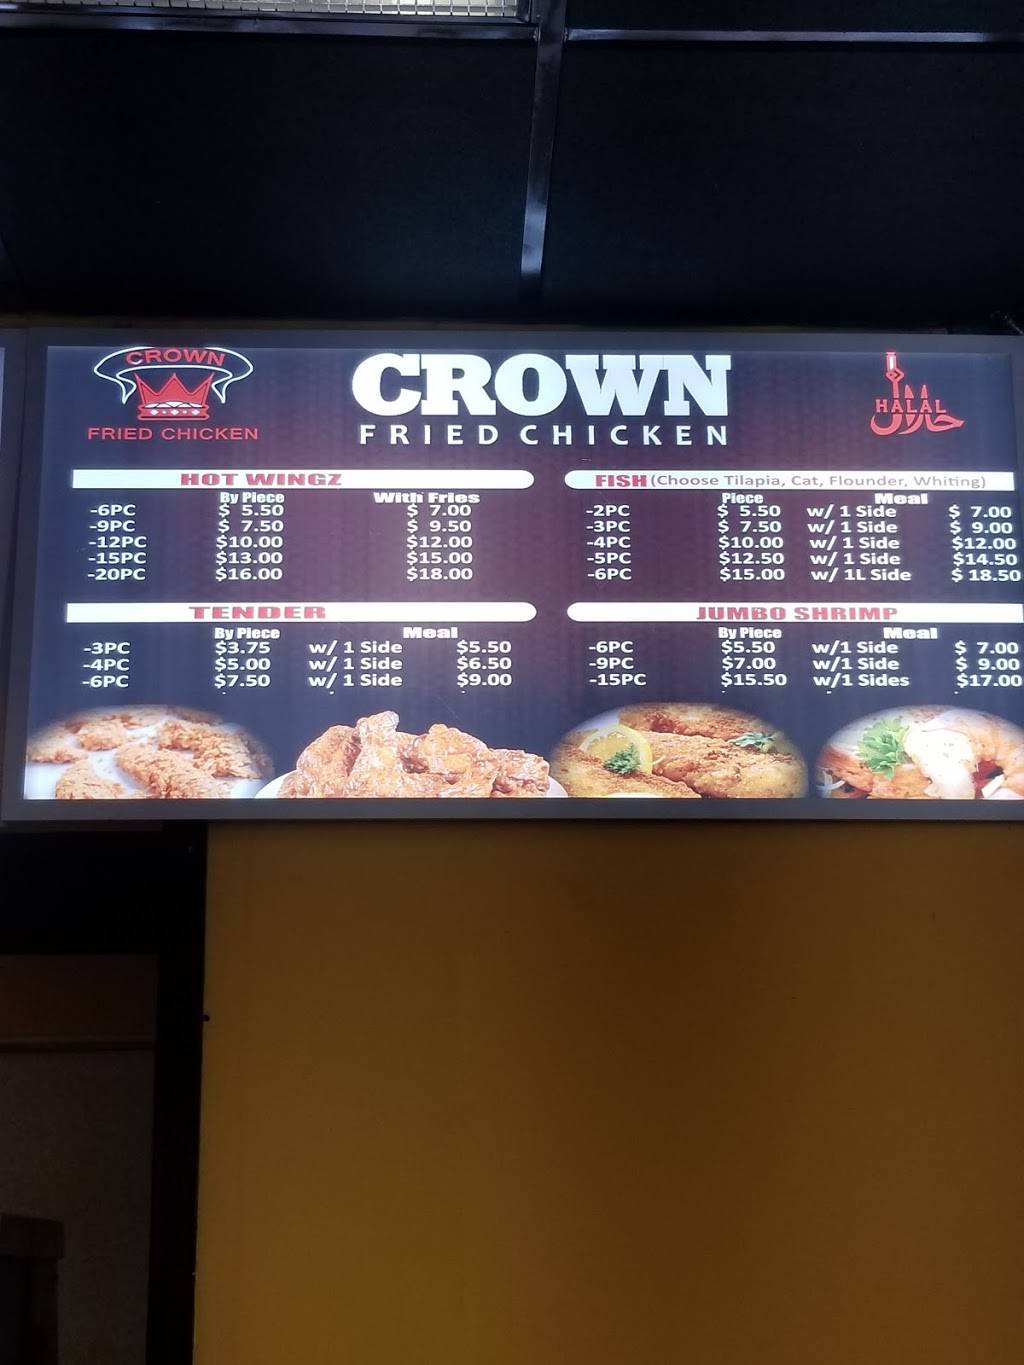 CROWN
FRIED CHICKEN
CROWN
FRIED CHICKEN
HALAL
حلال
HOT WINGZ
By Piece With Fries
-6PC $ 5.50 $ 7.00
-9PC $ 7.50 $ 9.50
-12PC $10.00 $12.00
-15PC $13.00 $15.00
-20PC $16.00 $18.00
FISH (Choose Tilapia, Cat, Flounder, Whiting)
Piece Meal
-2PC $ 5.50 w/ 1 Side $ 7.00
-3PC $ 7.50 w/ 1 Side $ 9.00
-4PC $10.00 w/ 1 Side $12.00
-5PC $12.50 w/ 1 Side $14.50
-6PC $15.00 w/ 1L Side $ 18.50
TENDER
By Piece Meal
-3PC $3.75 w/ 1 Side $5.50
-4PC $5.00 w/ 1 Side $6.50
-6PC $7.50 w/ 1 Side $9.00
JUMBO SHRIMP
By Piece Meal
-6PC $5.50 w/1 Side $ 7.00
-9PC $7.00 w/1 Side $ 9.00
-15PC $15.50 w/1 Sides $17.00